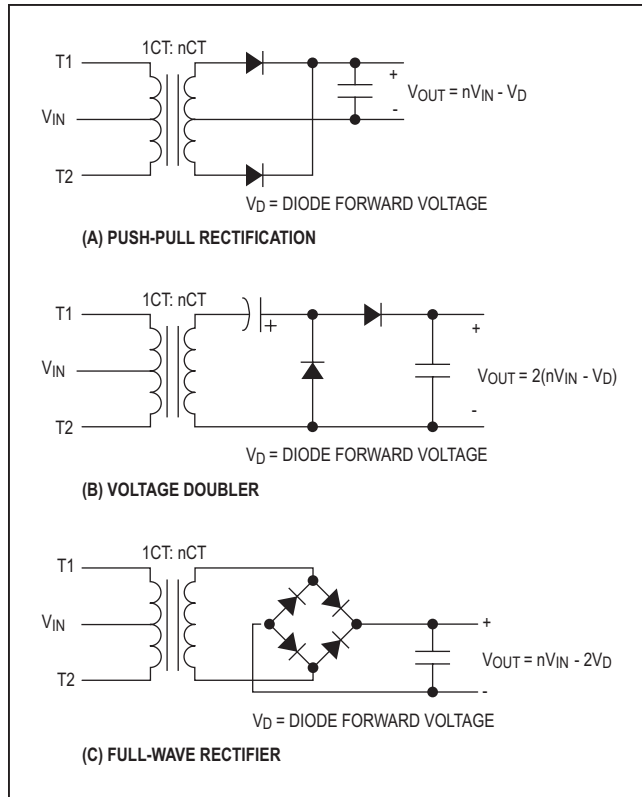 1CT: nCT
T1
+
VOUT = nVIN - VD
VIN
-
T2
VD = DIODE FORWARD VOLTAGE
(A) PUSH-PULL RECTIFICATION
1CT: nCT
T1
+
+
VIN
VOUT = 2(nVIN - VD)
T2
-
VD = DIODE FORWARD VOLTAGE
(B) VOLTAGE DOUBLER
1CT: nCT
T1
VIN
+
VOUT = nVIN - 2VD
T2
-
VD = DIODE FORWARD VOLTAGE
(C) FULL-WAVE RECTIFIER